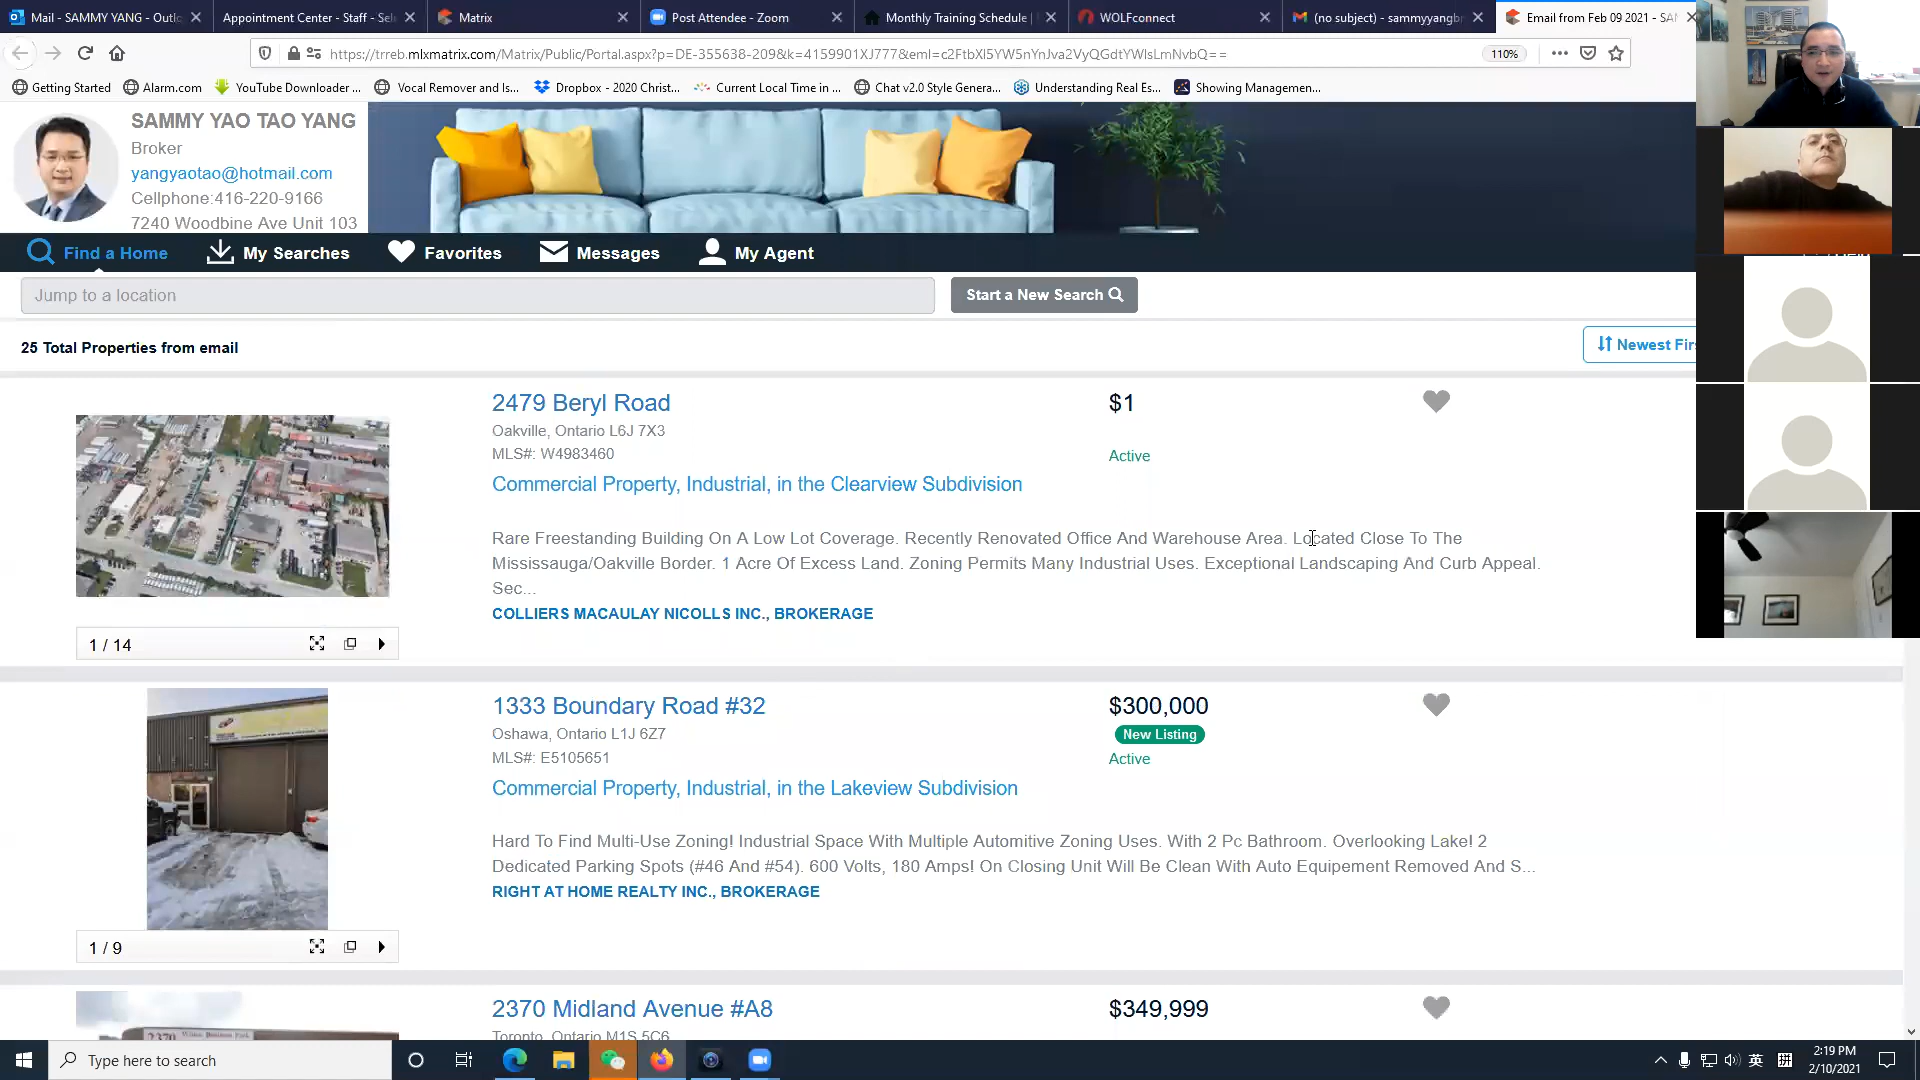 Mail - SAMMY YANG - Outlo
Appointment Center - Staff - Sel
Matrix
Post Attendee - Zoom
Monthly Training Schedule |
WOLFconnect
(no subject) - sammyyangb
Email from Feb 09 2021 - SA
https://trreb.mlxmatrix.com/Matrix/Public/Portal.aspx?p=DE-355638-209&k=4159901XJ777&eml=c2FtbXl5YW5nYnJva2VyQGdtYWlsLmNvbQ==
110%
Getting Started
Alarm.com
YouTube Downloader ...
Vocal Remover and Is...
Dropbox - 2020 Christ...
Current Local Time in ...
Chat v2.0 Style Genera...
Understanding Real Es...
Showing Managemen...
SAMMY YAO TAO YANG
Broker
yangyaotao@hotmail.com
Cellphone:416-220-9166
7240 Woodbine Ave Unit 103
Find a Home
My Searches
Favorites
Messages
My Agent
Jump to a location
Start a New Search
25 Total Properties from email
Newest Firs
2479 Beryl Road
$1
Oakville, Ontario L6J 7X3
MLS#: W4983460
Active
Commercial Property, Industrial, in the Clearview Subdivision
Rare Freestanding Building On A Low Lot Coverage. Recently Renovated Office And Warehouse Area. Located Close To The
Mississauga/Oakville Border. 1 Acre Of Excess Land. Zoning Permits Many Industrial Uses. Exceptional Landscaping And Curb Appeal.
Sec...
COLLIERS MACAULAY NICOLLS INC., BROKERAGE
1 / 14
1333 Boundary Road #32
$300,000
Oshawa, Ontario L1J 6Z7
New Listing
MLS#: E5105651
Active
Commercial Property, Industrial, in the Lakeview Subdivision
Hard To Find Multi-Use Zoning! Industrial Space With Multiple Automitive Zoning Uses. With 2 Pc Bathroom. Overlooking Lake! 2
Dedicated Parking Spots (#46 And #54). 600 Volts, 180 Amps! On Closing Unit Will Be Clean With Auto Equipement Removed And S...
RIGHT AT HOME REALTY INC., BROKERAGE
1 / 9
2370 Midland Avenue #A8
$349,999
Toronto, Ontario M1S 5C6
2370
Type here to search
英
拼
2:19 PM
2/10/2021